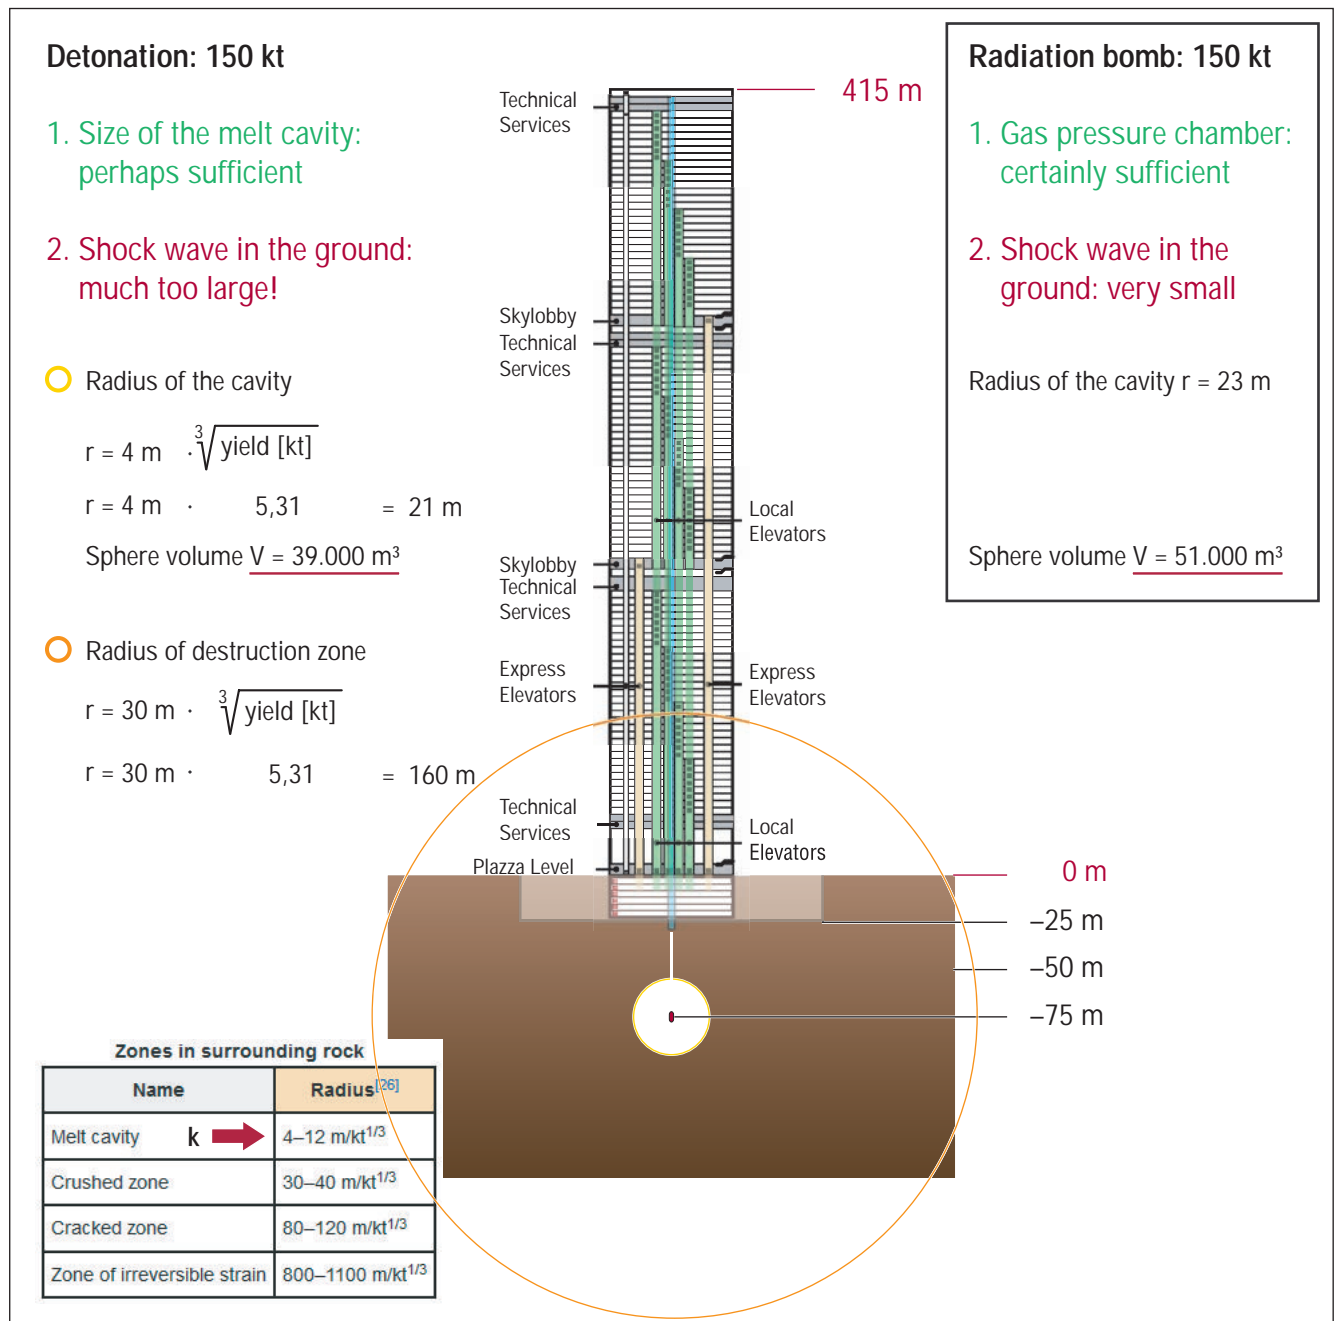 Detonation: 150 kt
1. Size of the melt cavity:
perhaps sufficient
2. Shock wave in the ground:
much too large!
Radius of the cavity
r = 4 m · ∛yield [kt]
r = 4 m · 5,31 = 21 m
Sphere volume V = 39.000 m³
Radius of destruction zone
r = 30 m · ∛yield [kt]
r = 30 m · 5,31 = 160 m
Technical
Services
415 m
Skylobby
Technical
Services
Local
Elevators
Skylobby
Technical
Services
Express
Elevators
Express
Elevators
Technical
Services
Local
Elevators
Plazza Level
0 m
–25 m
–50 m
–75 m
Radiation bomb: 150 kt
1. Gas pressure chamber:
certainly sufficient
2. Shock wave in the
ground: very small
Radius of the cavity r = 23 m
Sphere volume V = 51.000 m³
Zones in surrounding rock
Name Radius[26]
Melt cavity k 4–12 m/kt1/3
Crushed zone 30–40 m/kt1/3
Cracked zone 80–120 m/kt1/3
Zone of irreversible strain 800–1100 m/kt1/3